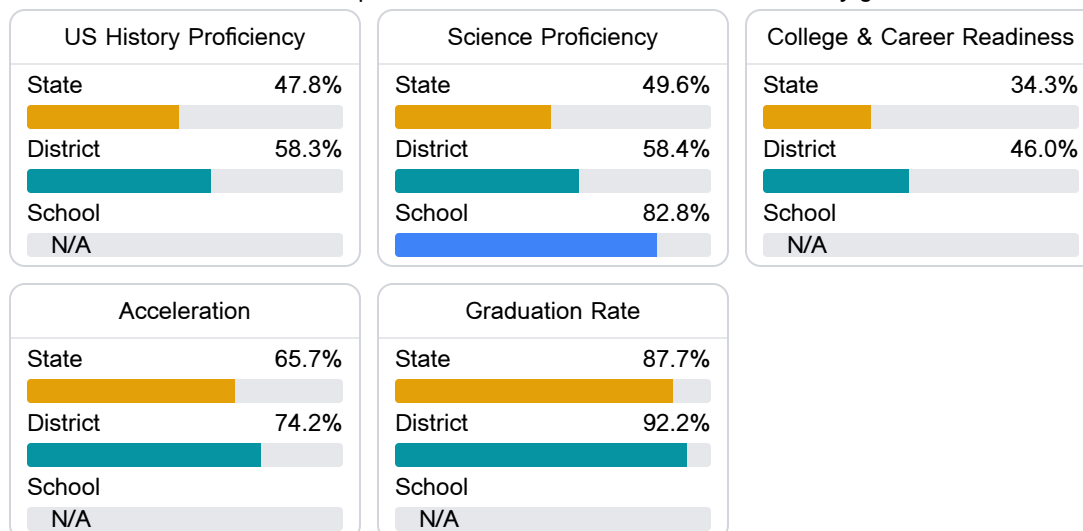 US History Proficiency
State 47.8%
District 58.3%
School
N/A
Science Proficiency
State 49.6%
District 58.4%
School 82.8%
College & Career Readiness
State 34.3%
District 46.0%
School
N/A
Acceleration
State 65.7%
District 74.2%
School
N/A
Graduation Rate
State 87.7%
District 92.2%
School
N/A